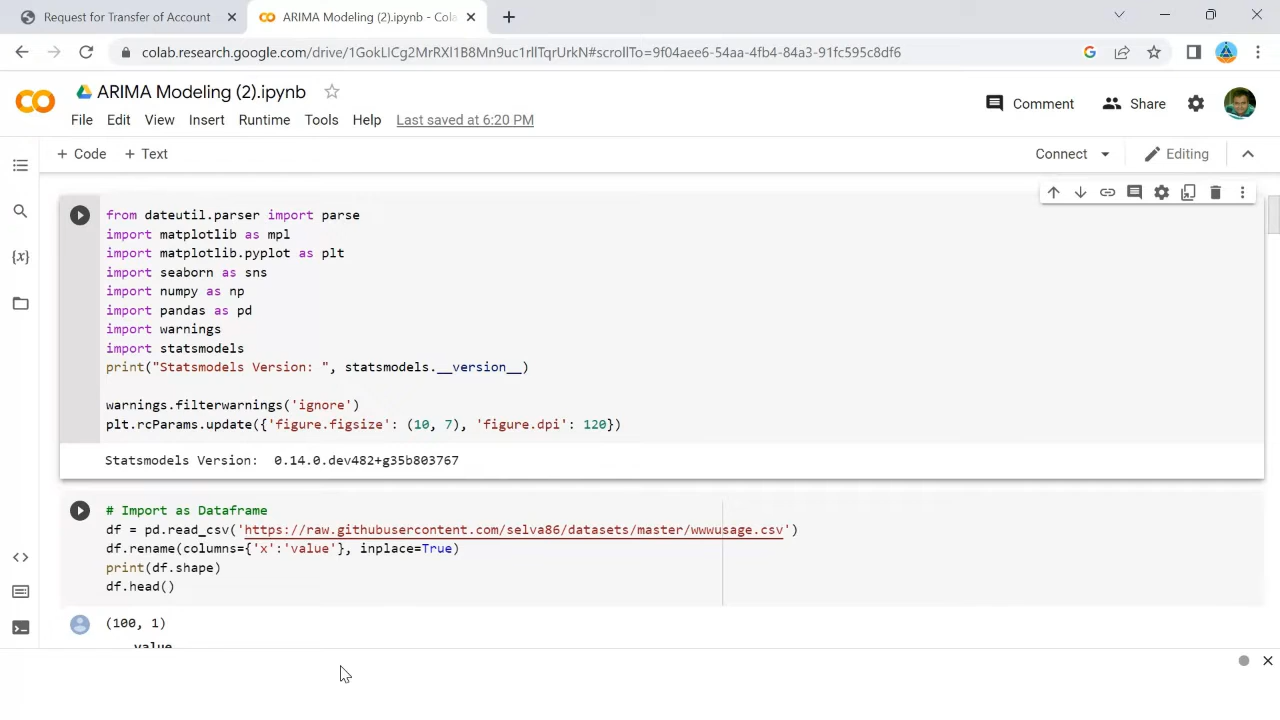 Request for Transfer of Account
ARIMA Modeling (2).ipynb - Cola
colab.research.google.com/drive/1GokLlCg2MrRXl1B8Mn9uc1rllTqrUrkN#scrollTo=9f04aee6-54aa-4fb4-84a3-91fc595c8df6
ARIMA Modeling (2).ipynb
Comment
Share
File Edit View Insert Runtime Tools Help Last saved at 6:20 PM
+ Code + Text
Connect
Editing
from dateutil.parser import parse
import matplotlib as mpl
import matplotlib.pyplot as plt
import seaborn as sns
import numpy as np
import pandas as pd
import warnings
import statsmodels
print("Statsmodels Version: ", statsmodels.__version__)
warnings.filterwarnings('ignore')
plt.rcParams.update({'figure.figsize': (10, 7), 'figure.dpi': 120})
Statsmodels Version:  0.14.0.dev482+g35b803767
# Import as Dataframe
df = pd.read_csv('https://raw.githubusercontent.com/selva86/datasets/master/wwwusage.csv')
df.rename(columns={'x':'value'}, inplace=True)
print(df.shape)
df.head()
(100, 1)
value